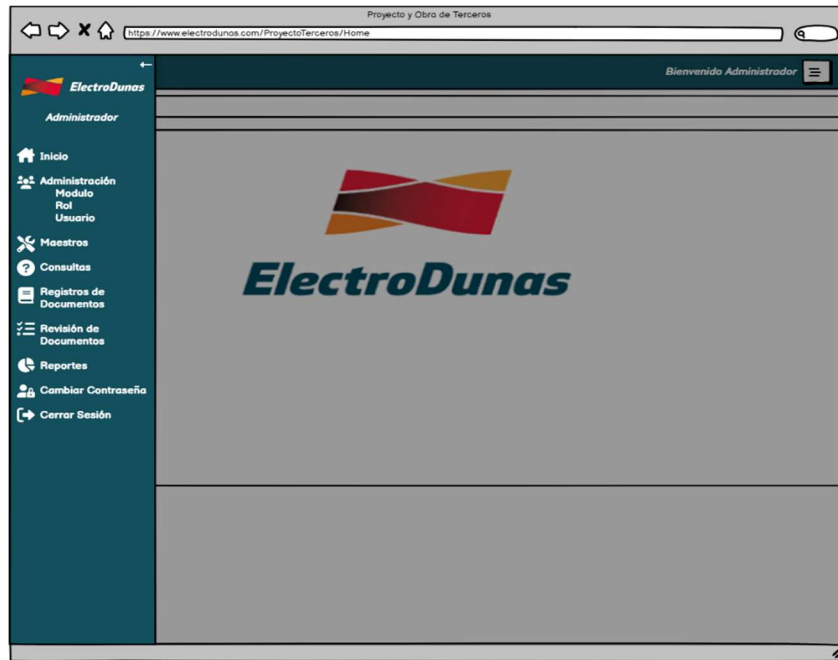 Proyecto y Obra de Terceros
https://www.electrodunas.com/ProyectoTerceros/Home
Bienvenido Administrador
ElectroDunas
Administrador
Inicio
Administración
Modulo
Rol
Usuario
Maestros
Consultas
Registros de
Documentos
Revisión de
Documentos
Reportes
Cambiar Contraseña
Cerrar Sesión
ElectroDunas